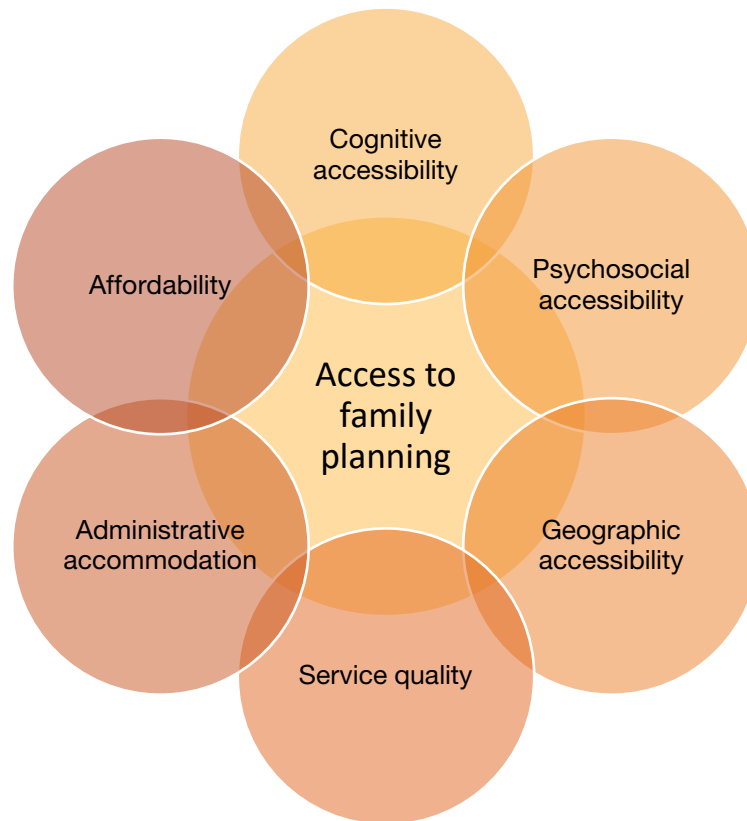 Cognitive
accessibility
Psychosocial
accessibility
Affordability
Access to
family
planning
Geographic
accessibility
Administrative
accommodation
Service quality